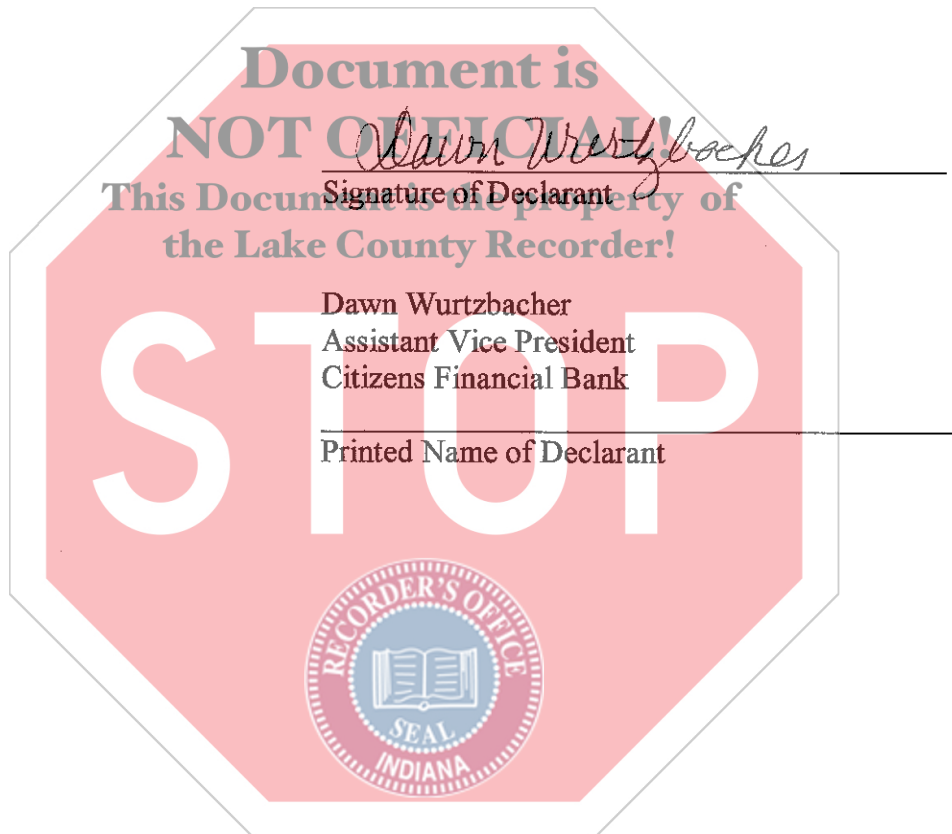 Document is
NOT OFFICIAL!
Dawn Wurtzbacher
Signature of Declarant
This Document is the property of
the Lake County Recorder!
Dawn Wurtzbacher
Assistant Vice President
Citizens Financial Bank
Printed Name of Declarant
STOP
RECORDER'S OFFICE
SEAL
INDIANA